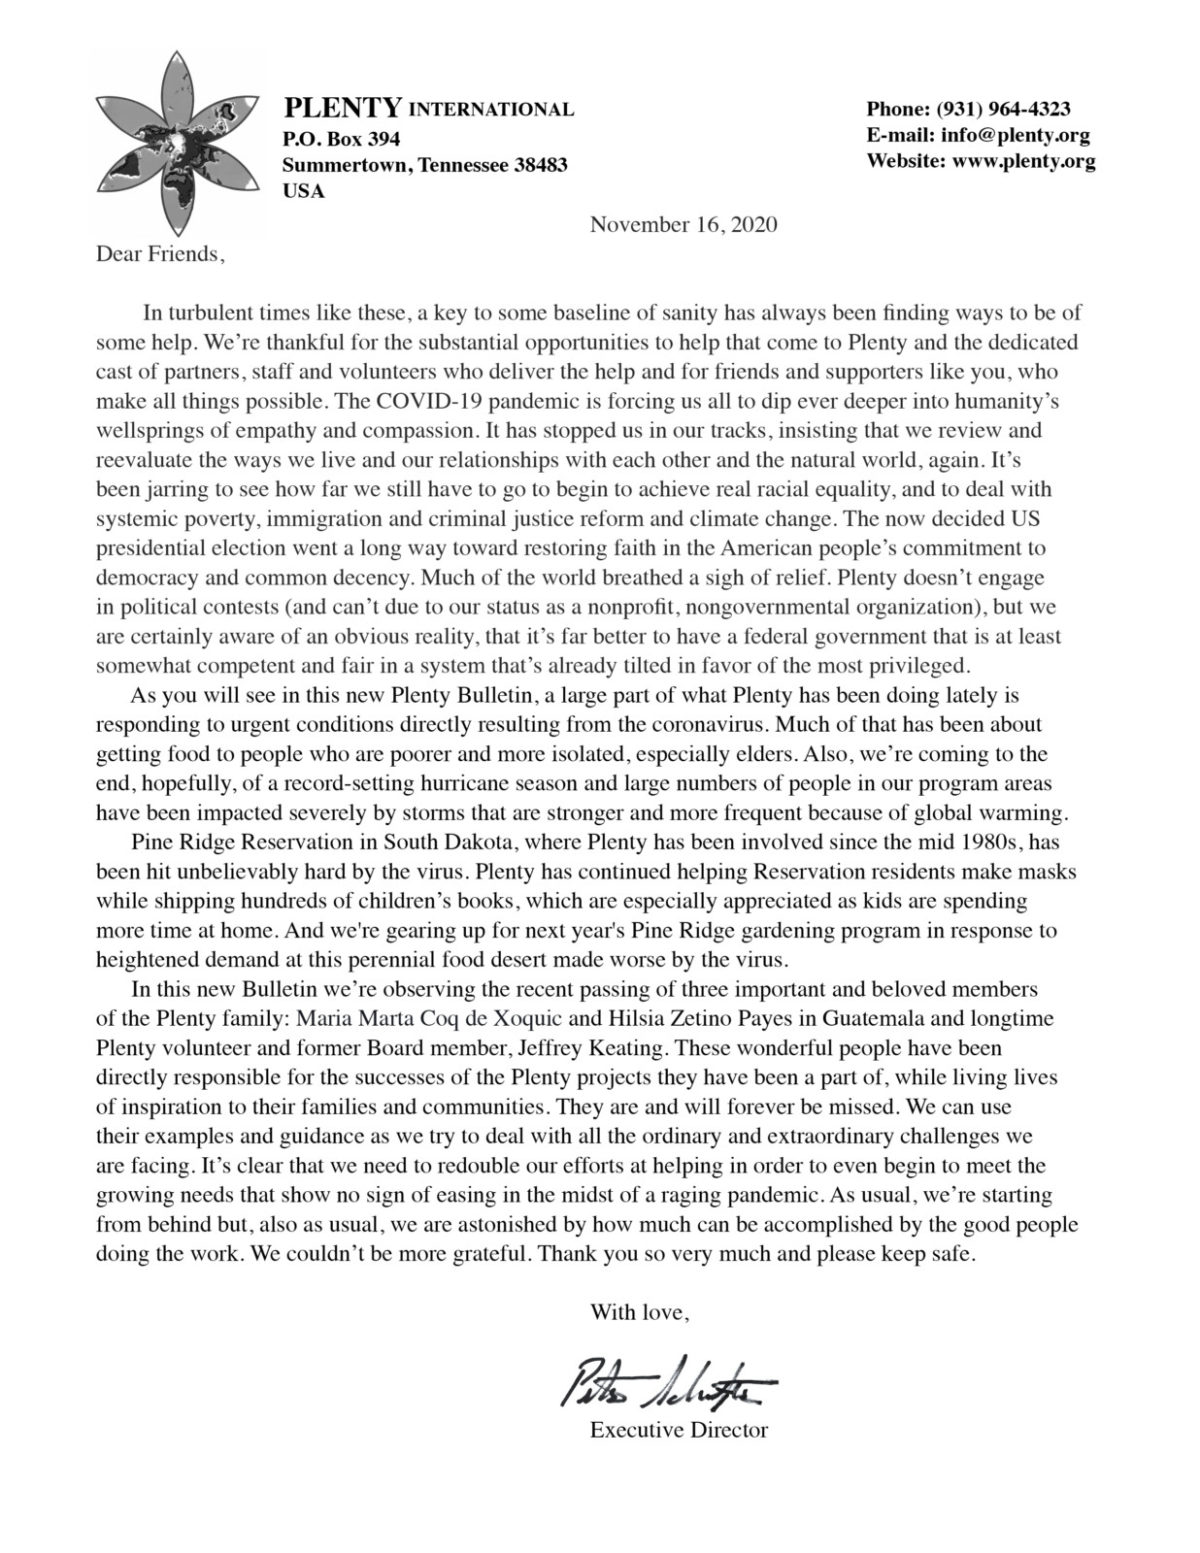 PLENTY INTERNATIONAL
P.O. Box 394
Summertown, Tennessee 38483
USA
Phone: (931) 964-4323
E-mail: info@plenty.org
Website: www.plenty.org
November 16, 2020
Dear Friends,
In turbulent times like these, a key to some baseline of sanity has always been finding ways to be of
some help. We’re thankful for the substantial opportunities to help that come to Plenty and the dedicated
cast of partners, staff and volunteers who deliver the help and for friends and supporters like you, who
make all things possible. The COVID-19 pandemic is forcing us all to dip ever deeper into humanity’s
wellsprings of empathy and compassion. It has stopped us in our tracks, insisting that we review and
reevaluate the ways we live and our relationships with each other and the natural world, again. It’s
been jarring to see how far we still have to go to begin to achieve real racial equality, and to deal with
systemic poverty, immigration and criminal justice reform and climate change. The now decided US
presidential election went a long way toward restoring faith in the American people’s commitment to
democracy and common decency. Much of the world breathed a sigh of relief. Plenty doesn’t engage
in political contests (and can’t due to our status as a nonprofit, nongovernmental organization), but we
are certainly aware of an obvious reality, that it’s far better to have a federal government that is at least
somewhat competent and fair in a system that’s already tilted in favor of the most privileged.
As you will see in this new Plenty Bulletin, a large part of what Plenty has been doing lately is
responding to urgent conditions directly resulting from the coronavirus. Much of that has been about
getting food to people who are poorer and more isolated, especially elders. Also, we’re coming to the
end, hopefully, of a record-setting hurricane season and large numbers of people in our program areas
have been impacted severely by storms that are stronger and more frequent because of global warming.
Pine Ridge Reservation in South Dakota, where Plenty has been involved since the mid 1980s, has
been hit unbelievably hard by the virus. Plenty has continued helping Reservation residents make masks
while shipping hundreds of children’s books, which are especially appreciated as kids are spending
more time at home. And we're gearing up for next year's Pine Ridge gardening program in response to
heightened demand at this perennial food desert made worse by the virus.
In this new Bulletin we’re observing the recent passing of three important and beloved members
of the Plenty family: Maria Marta Coq de Xoquic and Hilsia Zetino Payes in Guatemala and longtime
Plenty volunteer and former Board member, Jeffrey Keating. These wonderful people have been
directly responsible for the successes of the Plenty projects they have been a part of, while living lives
of inspiration to their families and communities. They are and will forever be missed. We can use
their examples and guidance as we try to deal with all the ordinary and extraordinary challenges we
are facing. It’s clear that we need to redouble our efforts at helping in order to even begin to meet the
growing needs that show no sign of easing in the midst of a raging pandemic. As usual, we’re starting
from behind but, also as usual, we are astonished by how much can be accomplished by the good people
doing the work. We couldn’t be more grateful. Thank you so very much and please keep safe.
With love,
Executive Director